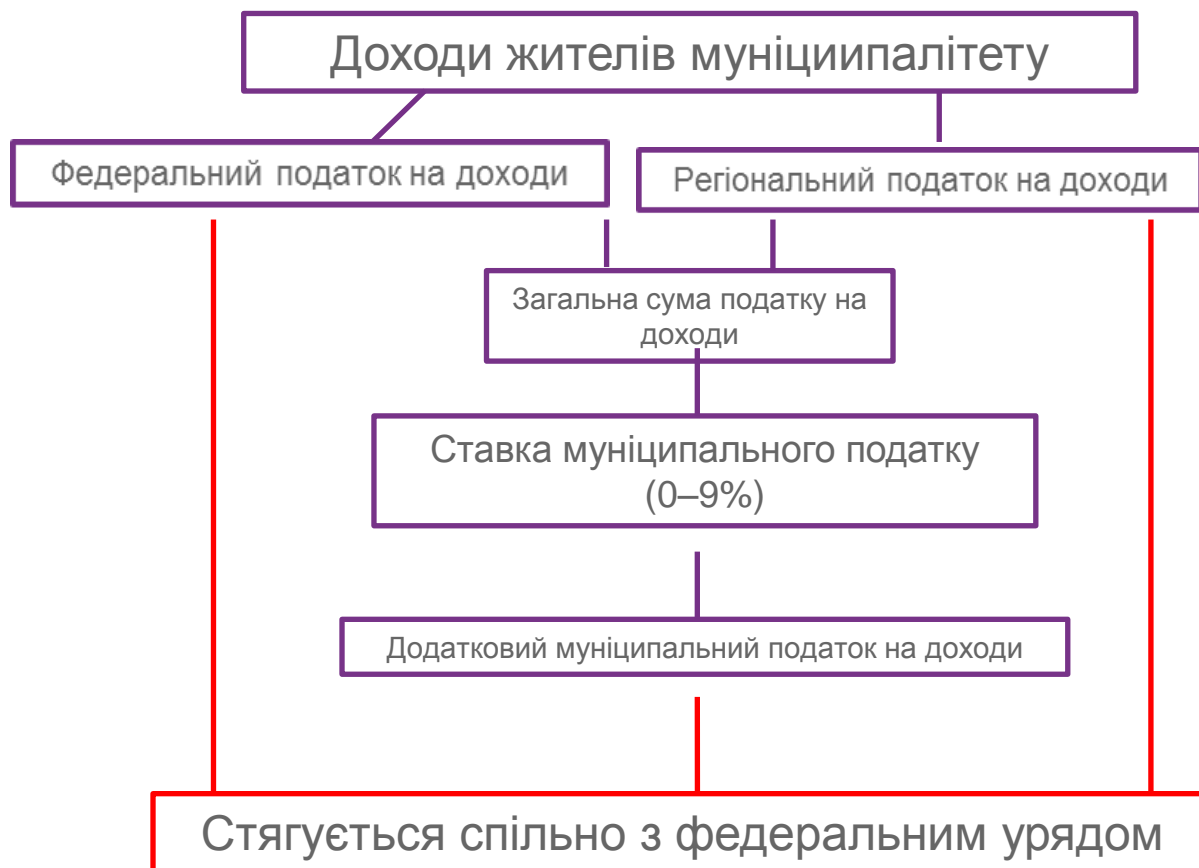 Доходи жителів муніциипалітету
Федеральний податок на доходи
Регіональний податок на доходи
Загальна сума податку на
доходи
Ставка муніципального податку
(0–9%)
Додатковий муніципальний податок на доходи
Стягується спільно з федеральним урядом